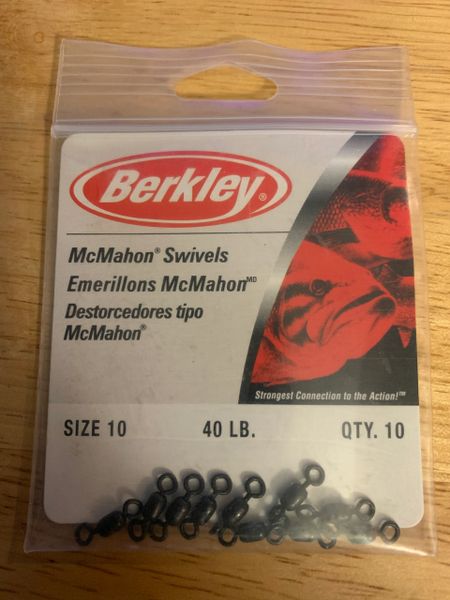 Berkley®
McMahon® Swivels
Emerillons McMahonMD
Destorcedores tipo
McMahon®
Strongest Connection to the Action!™
SIZE 10 40 LB. QTY. 10